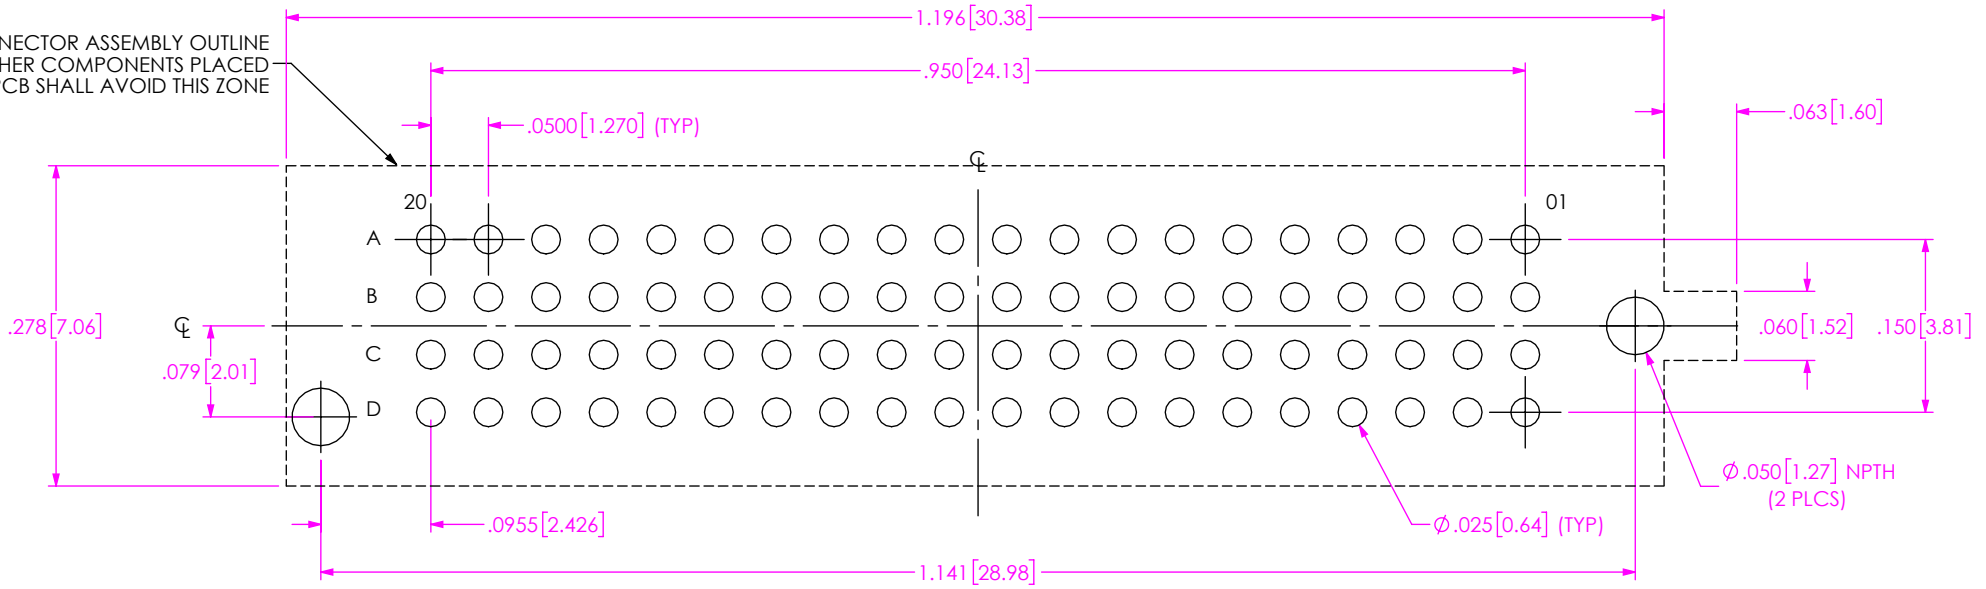 1.196[30.38]
NECTOR ASSEMBLY OUTLINE
HER COMPONENTS PLACED
PCB SHALL AVOID THIS ZONE
.950[24.13]
.0500[1.270] (TYP)
.063[1.60]
℄
20
01
A
B
℄
.278[7.06]
.060[1.52]
.150[3.81]
.079[2.01]
C
D
Ø.050[1.27] NPTH
(2 PLCS)
.0955[2.426]
Ø.025[0.64] (TYP)
1.141[28.98]